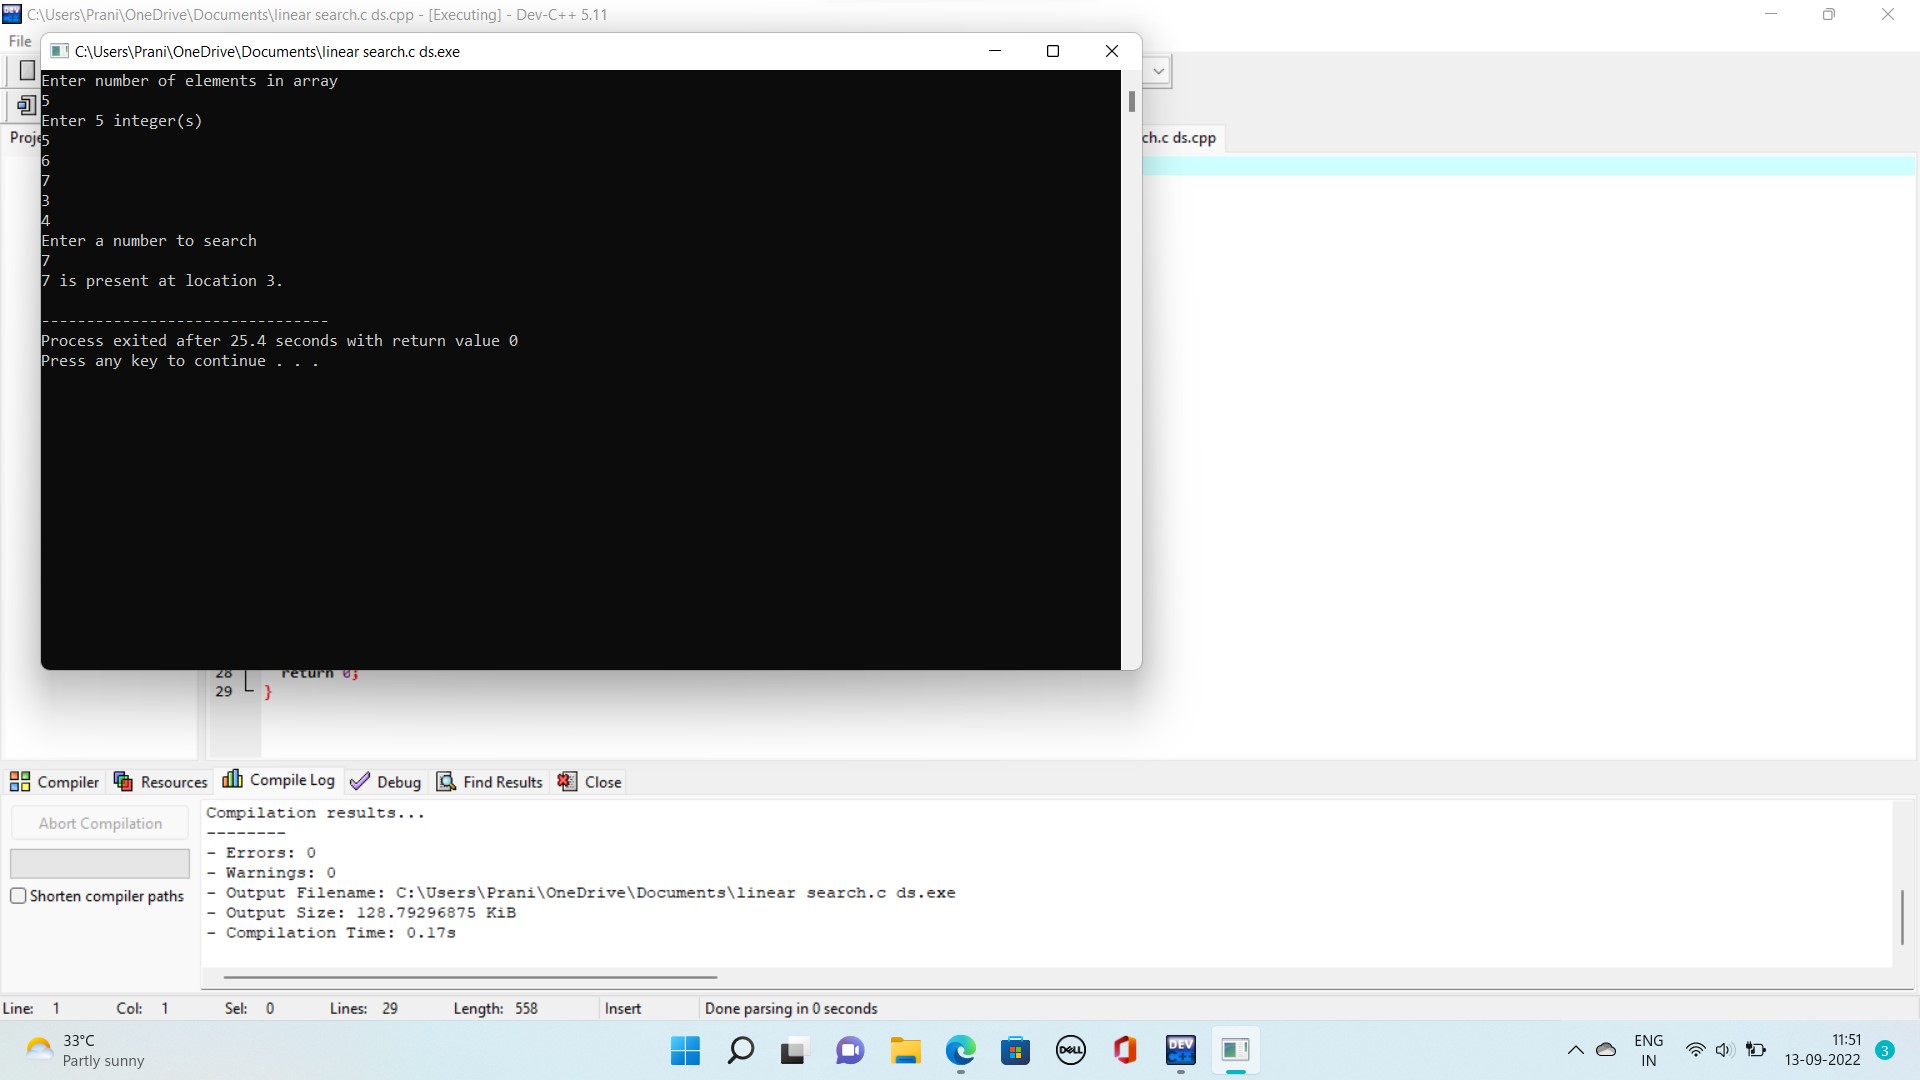 C:\Users\Prani\OneDrive\Documents\linear search.c ds.cpp - [Executing] - Dev-C++ 5.11
File
C:\Users\Prani\OneDrive\Documents\linear search.c ds.exe
Enter number of elements in array
5
Enter 5 integer(s)
5
6
7
3
4
Enter a number to search
7
7 is present at location 3.
--------------------------------
Process exited after 25.4 seconds with return value 0
Press any key to continue . . .
Proje
ch.c ds.cpp
28 return 0;
29 }
Compiler Resources Compile Log Debug Find Results Close
Abort Compilation
Shorten compiler paths
Compilation results...
--------
- Errors: 0
- Warnings: 0
- Output Filename: C:\Users\Prani\OneDrive\Documents\linear search.c ds.exe
- Output Size: 128.79296875 KiB
- Compilation Time: 0.17s
Line: 1 Col: 1 Sel: 0 Lines: 29 Length: 558 Insert Done parsing in 0 seconds
33°C
Partly sunny
DELL
DEV
ENG
IN
11:51
13-09-2022
3